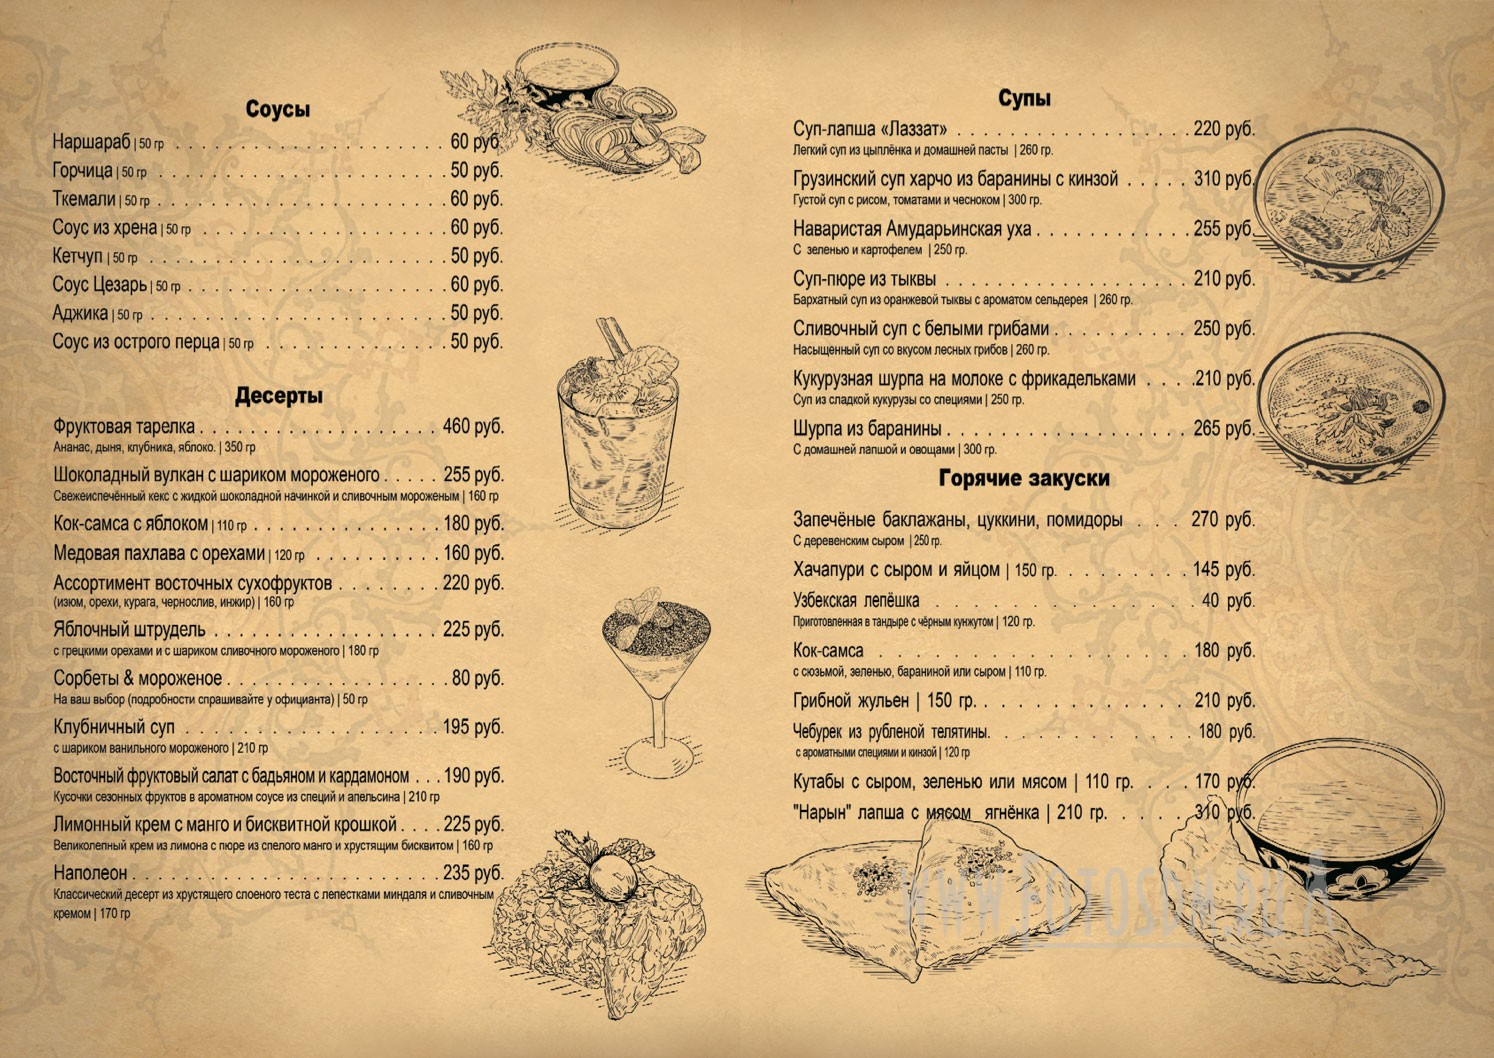 Соусы
Наршараб | 50 гр . . . . . . . . . . . . . . . . . . . . 60 руб.
Горчица | 50 гр . . . . . . . . . . . . . . . . . . . . 50 руб.
Ткемали | 50 гр . . . . . . . . . . . . . . . . . . . . 60 руб.
Соус из хрена | 50 гр . . . . . . . . . . . . . . . . . 60 руб.
Кетчуп | 50 гр . . . . . . . . . . . . . . . . . . . . 50 руб.
Соус Цезарь | 50 гр . . . . . . . . . . . . . . . . . . 60 руб.
Аджика | 50 гр . . . . . . . . . . . . . . . . . . . . 50 руб.
Соус из острого перца | 50 гр . . . . . . . . . . . . 50 руб.
Десерты
Фруктовая тарелка . . . . . . . . . . . . . . . . . 460 руб.
Ананас, дыня, клубника, яблоко. | 350 гр
Шоколадный вулкан с шариком мороженого . . . . . 255 руб.
Свежеиспечённый кекс с жидкой шоколадной начинкой и сливочным мороженым | 160 гр
Кок-самса с яблоком | 110 гр . . . . . . . . . . . . . 180 руб.
Медовая пахлава с орехами | 120 гр . . . . . . . . . 160 руб.
Ассортимент восточных сухофруктов . . . . . . . . 220 руб.
(изюм, орехи, курага, чернослив, инжир) | 160 гр
Яблочный штрудель . . . . . . . . . . . . . . . . 225 руб.
с грецкими орехами и с шариком сливочного мороженого | 180 гр
Сорбеты & мороженое . . . . . . . . . . . . . . . . 80 руб.
На ваш выбор (подробности спрашивайте у официанта) | 50 гр
Клубничный суп . . . . . . . . . . . . . . . . . . 195 руб.
с шариком ванильного мороженого | 210 гр
Восточный фруктовый салат с бадьяном и кардамоном . . . 190 руб.
Кусочки сезонных фруктов в ароматном соусе из специй и апельсина | 210 гр
Лимонный крем с манго и бисквитной крошкой . . . . 225 руб.
Великолепный крем из лимона с пюре из спелого манго и хрустящим бисквитом | 160 гр
Наполеон . . . . . . . . . . . . . . . . . . . . . . 235 руб.
Классический десерт из хрустящего слоеного теста с лепестками миндаля и сливочным
кремом | 170 гр
Супы
Суп-лапша «Лаззат» . . . . . . . . . . . . . . . . . . 220 руб.
Легкий суп из цыплёнка и домашней пасты | 260 гр.
Грузинский суп харчо из баранины с кинзой . . . . . 310 руб.
Густой суп с рисом, томатами и чесноком | 300 гр.
Наваристая Амударьинская уха . . . . . . . . . . . . 255 руб.
С зеленью и картофелем | 250 гр.
Суп-пюре из тыквы . . . . . . . . . . . . . . . . . . . 210 руб.
Бархатный суп из оранжевой тыквы с ароматом сельдерея | 260 гр.
Сливочный суп с белыми грибами . . . . . . . . . . . 250 руб.
Насыщенный суп со вкусом лесных грибов | 260 гр.
Кукурузная шурпа на молоке с фрикадельками . . . .210 руб.
Суп из сладкой кукурузы со специями | 250 гр.
Шурпа из баранины . . . . . . . . . . . . . . . . . . . 265 руб.
С домашней лапшой и овощами | 300 гр.
Горячие закуски
Запечёные баклажаны, цуккини, помидоры . . . 270 руб.
С деревенским сыром | 250 гр.
Хачапури с сыром и яйцом | 150 гр. . . . . . . . . 145 руб.
Узбекская лепёшка . . . . . . . . . . . 40 руб.
Приготовленная в тандыре с чёрным кунжутом | 120 гр.
Кок-самса . . . . . . . . . . . . . 180 руб.
с сюзьмой, зеленью, бараниной или сыром | 110 гр.
Грибной жульен | 150 гр. . . . . . . . . . . . . 210 руб.
Чебурек из рубленой телятины. . . . . . . . . . 180 руб.
с ароматными специями и кинзой | 120 гр
Кутабы с сыром, зеленью или мясом | 110 гр. . . . . 170 руб.
"Нарын" лапша с мясом ягнёнка | 210 гр. . . . . . 310 руб.
www.fotosdm.ru